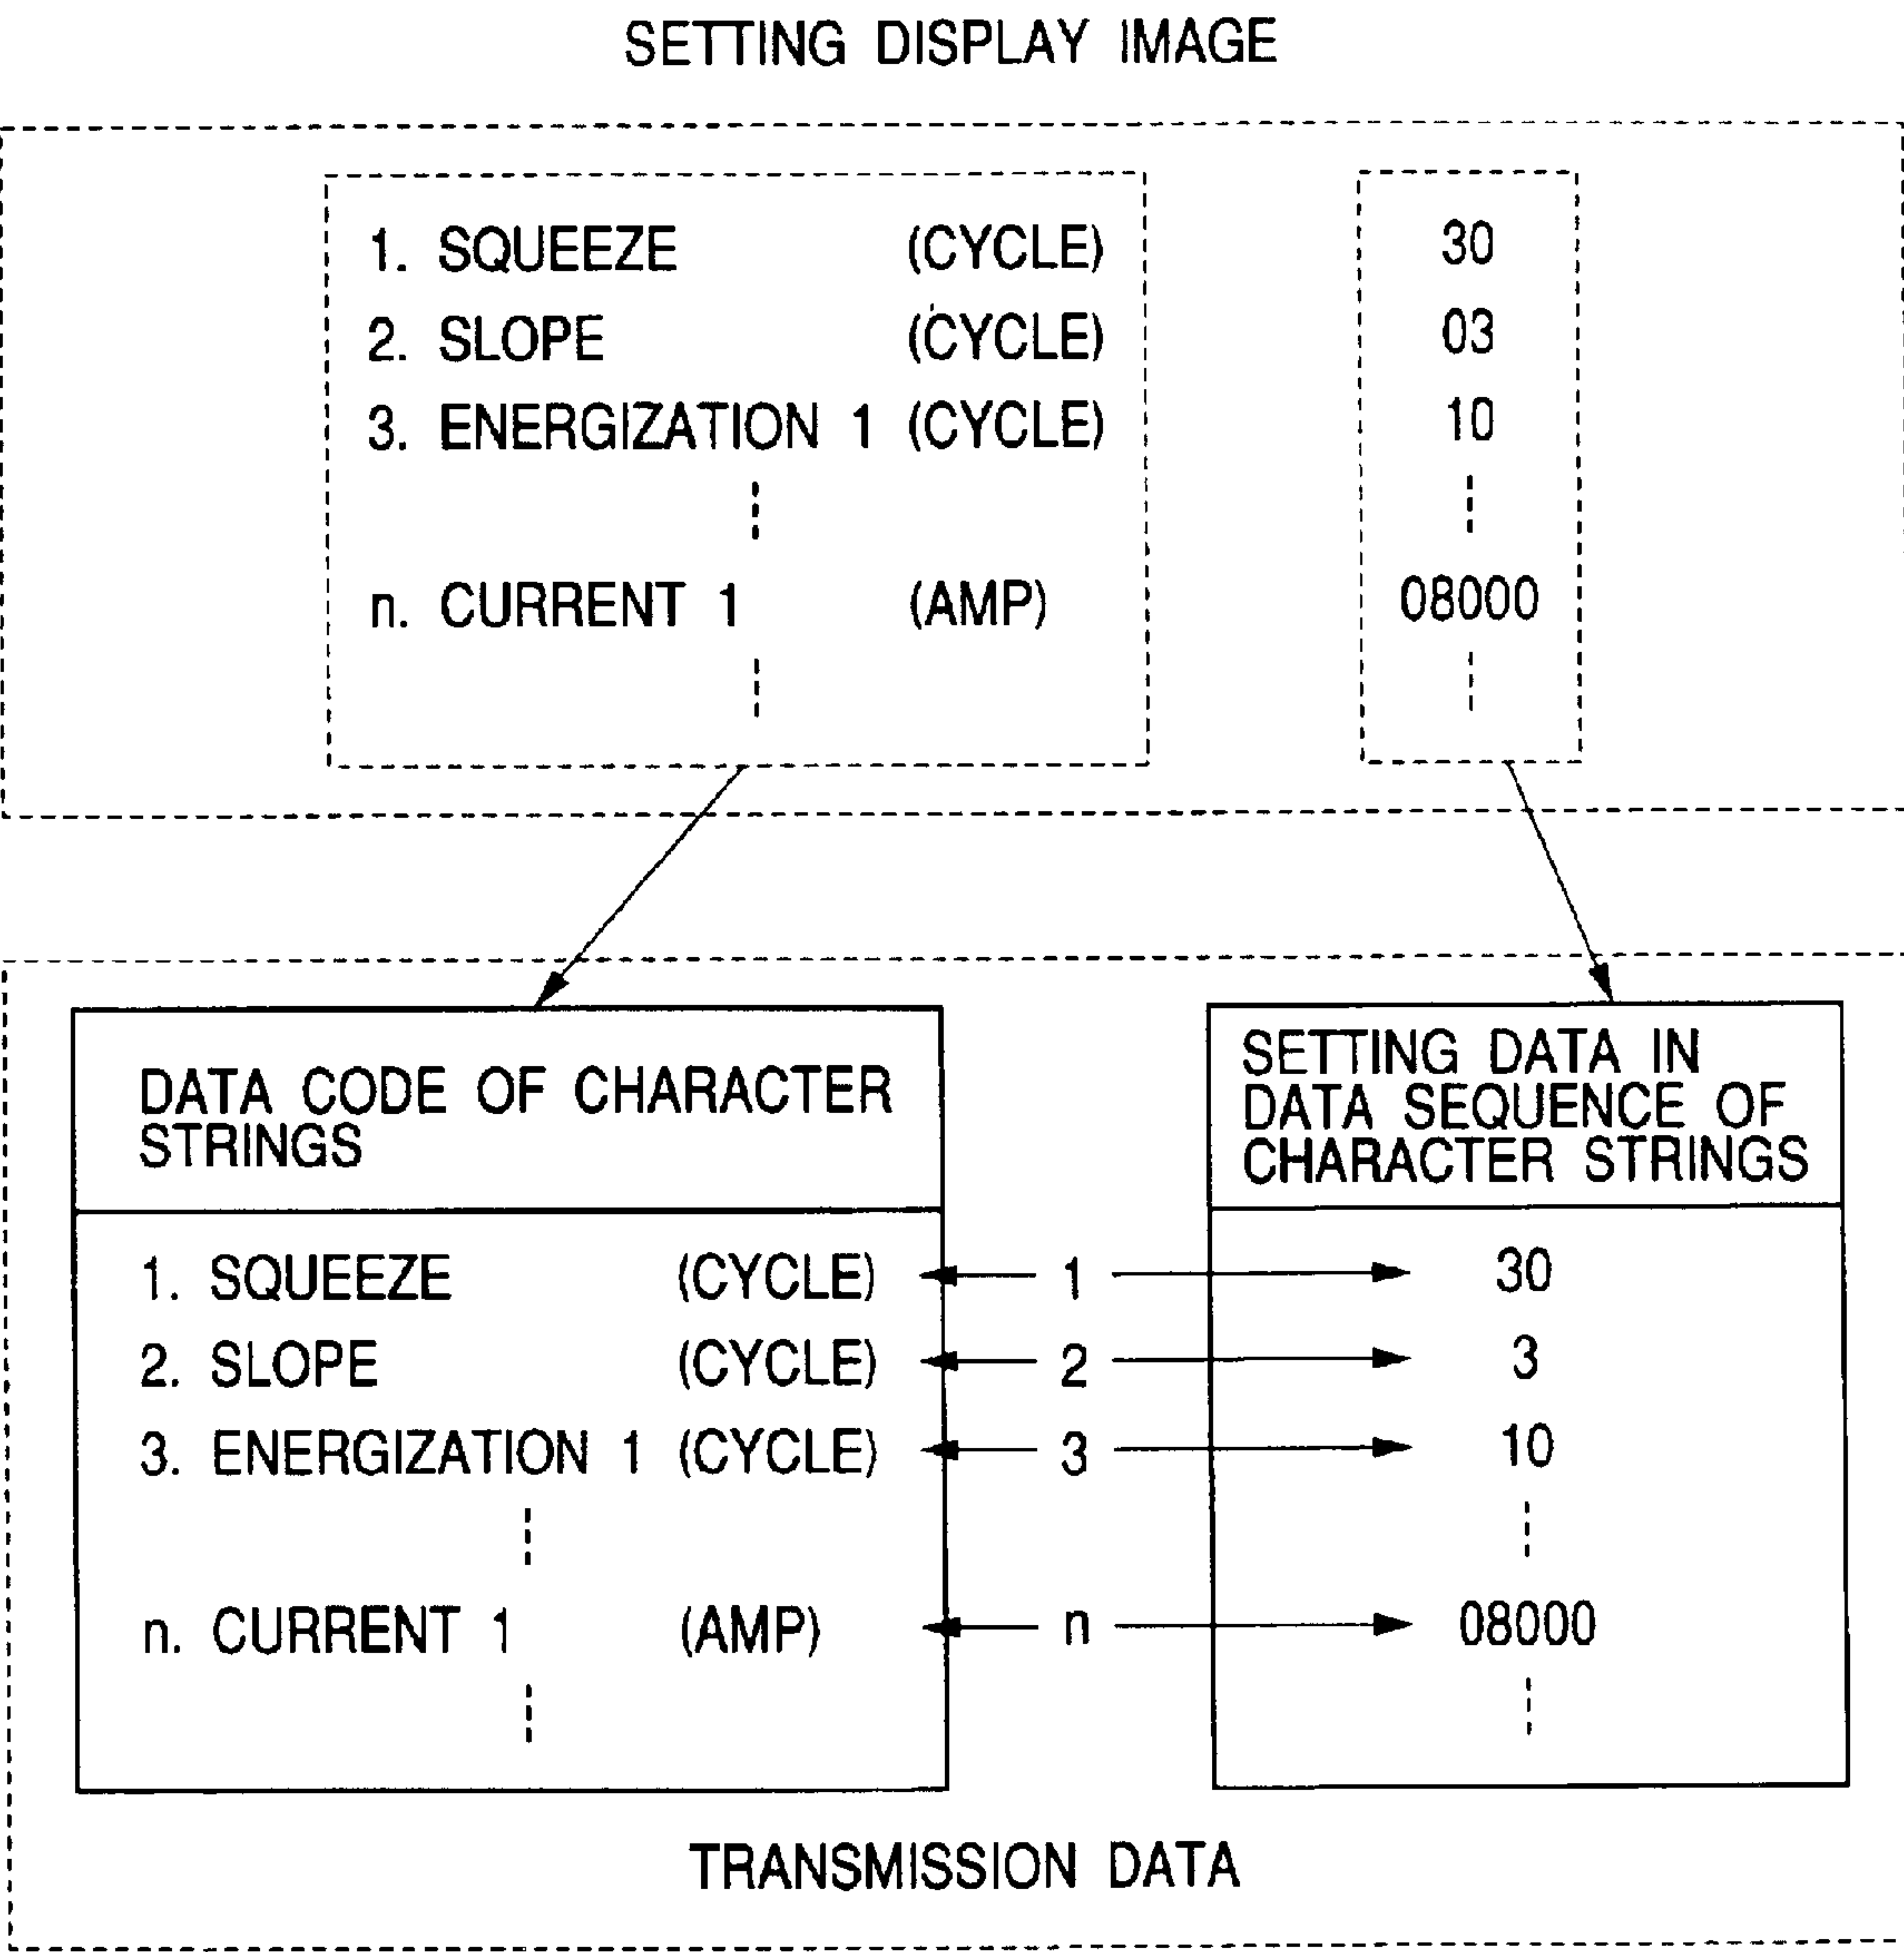 SETTING DISPLAY IMAGE
1. SQUEEZE (CYCLE) 30
2. SLOPE (CYCLE) 03
3. ENERGIZATION 1 (CYCLE) 10
n. CURRENT 1 (AMP) 08000
DATA CODE OF CHARACTER
STRINGS
SETTING DATA IN
DATA SEQUENCE OF
CHARACTER STRINGS
1. SQUEEZE (CYCLE) 1 30
2. SLOPE (CYCLE) 2 3
3. ENERGIZATION 1 (CYCLE) 3 10
n. CURRENT 1 (AMP) n 08000
TRANSMISSION DATA